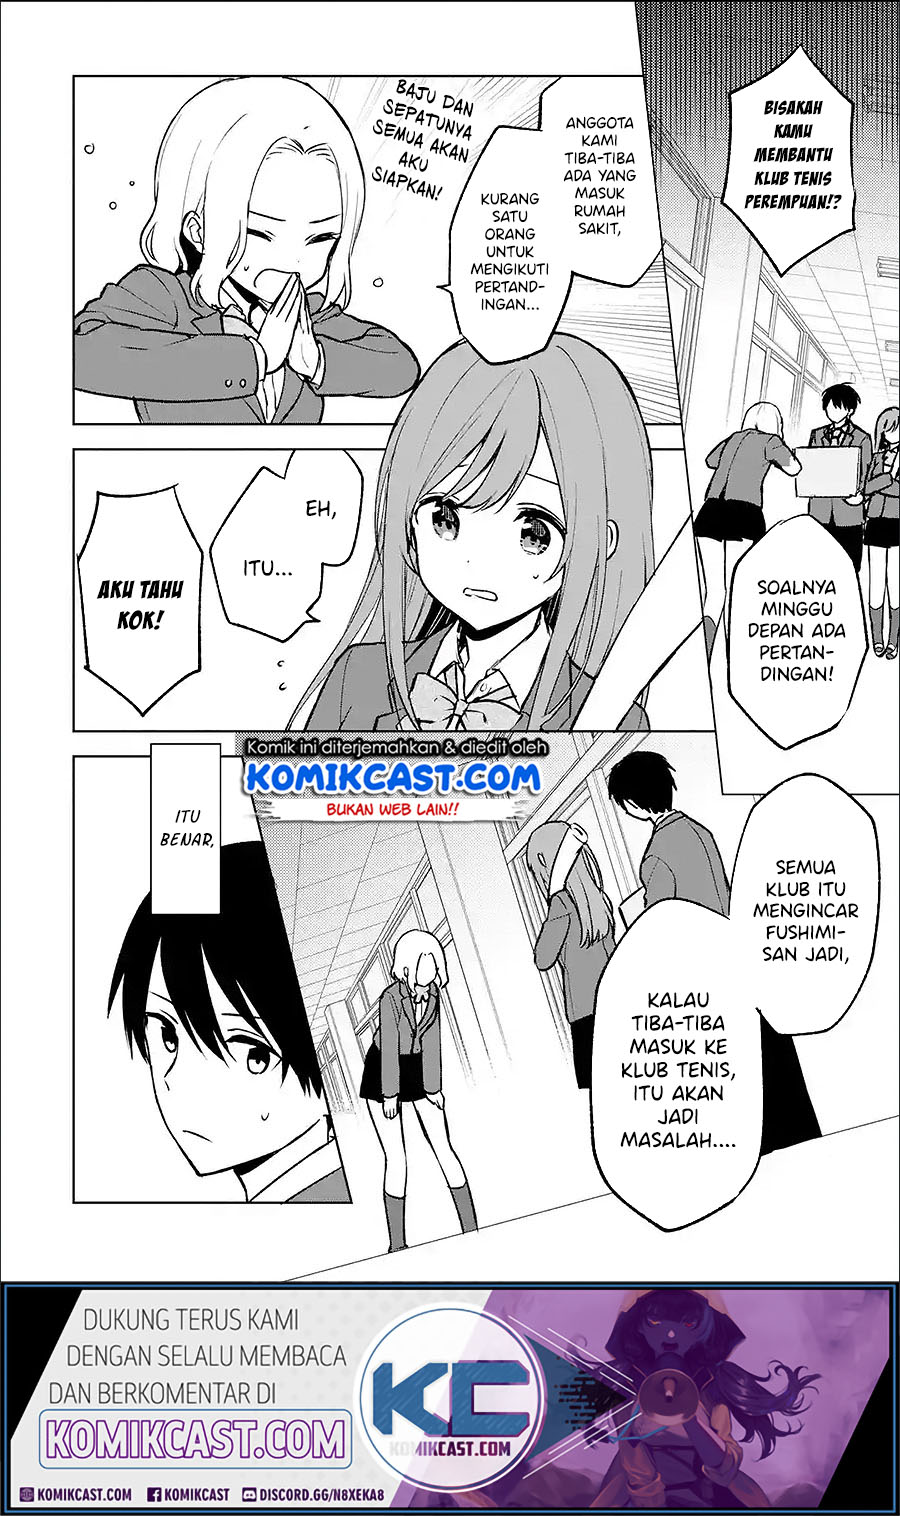 BISAKAH
KAMU
MEMBANTU
KLUB TENIS
PEREMPUAN!?
SOALNYA
MINGGU
DEPAN ADA
PERTAN-
DINGAN!
ANGGOTA
KAMI
TIBA-TIBA
ADA YANG
MASUK
RUMAH
SAKIT,
KURANG
SATU
ORANG
UNTUK
MENGIKUTI
PERTAND-
INGAN...
BAJU DAN
SEPATUNYA
SEMUA AKAN
AKU
SIAPKAN!
EH,
ITU...
AKU TAHU
KOK!
SEMUA
KLUB ITU
MENGINCAR
FUSHIMI-
SAN JADI,
KALAU
TIBA-TIBA
MASUK KE
KLUB TENIS,
ITU AKAN
JADI
MASALAH....
ITU
BENAR,
Komik ini diterjemahkan & diedit oleh
KOMIKCAST.COM
BUKAN WEB LAIN!!
DUKUNG TERUS KAMI
DENGAN SELALU MEMBACA
DAN BERKOMENTAR DI
KOMIKCAST.COM
KC
KOMIKCAST.COM
KOMIKCAST.COM
KOMIKCAST
DISCORD.GG/N8XEKA8